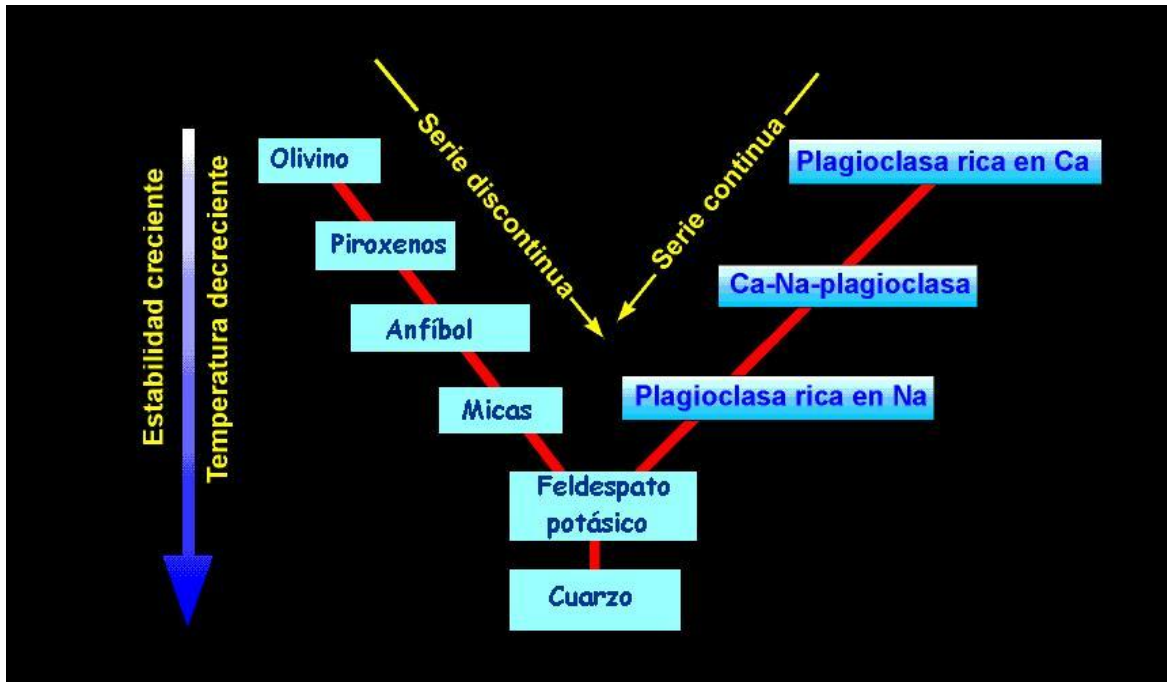 Serie discontinua
Serie continua
Estabilidad creciente
Temperatura decreciente
Olivino
Plagioclasa rica en Ca
Piroxenos
Ca-Na-plagioclasa
Anfíbol
Micas
Plagioclasa rica en Na
Feldespato
potásico
Cuarzo